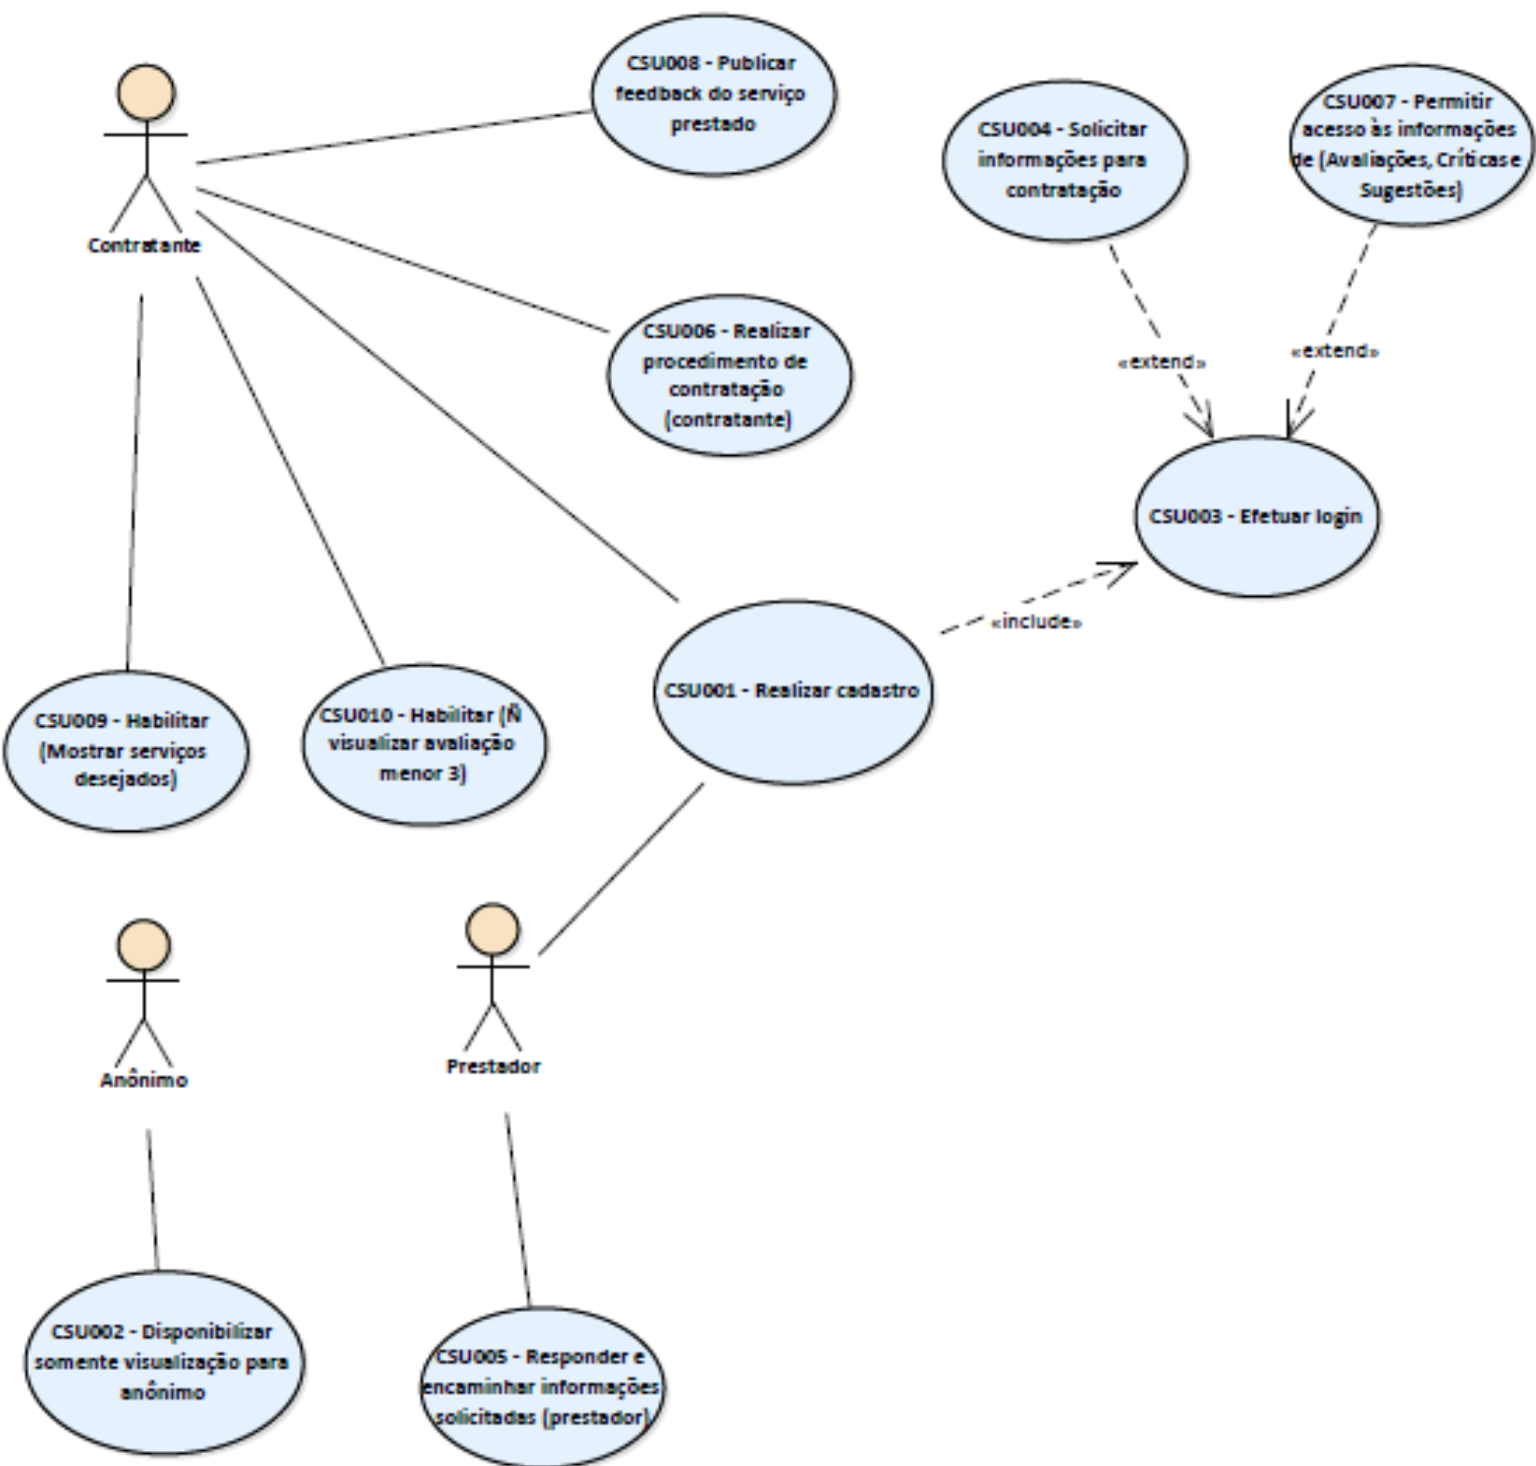 CSU008 - Publicar
feedback do serviço
prestado
CSU004 - Solicitar
informações para
contratação
CSU007 - Permitir
acesso às informações
de (Avaliações, Críticas e
Sugestões)
Contratante
CSU006 - Realizar
procedimento de
contratação
(contratante)
«extend»
«extend»
CSU003 - Efetuar login
«include»
CSU001 - Realizar cadastro
CSU009 - Habilitar
(Mostrar serviços
desejados)
CSU010 - Habilitar (Ñ
visualizar avaliação
menor 3)
Anônimo
Prestador
CSU002 - Disponibilizar
somente visualização para
anônimo
CSU005 - Responder e
encaminhar informações
solicitadas (prestador)